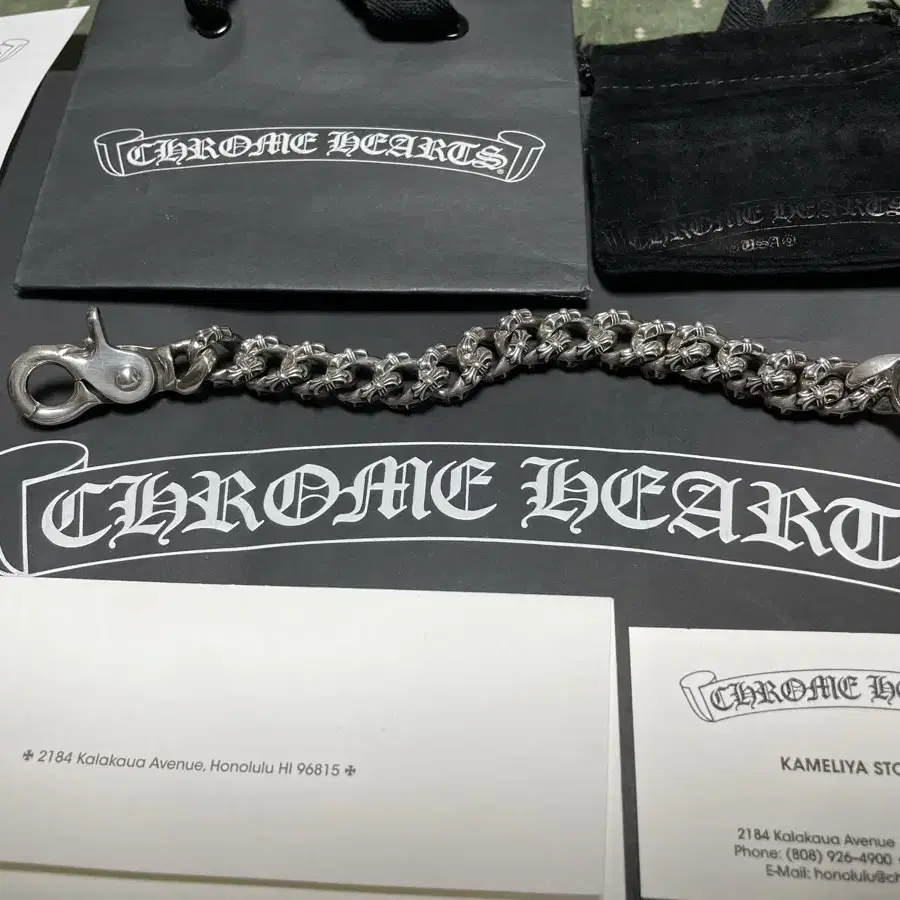 CHROME HEARTS®
CHROME HEARTS
USA
CHROME HEART
✠ 2184 Kalakaua Avenue, Honolulu HI 96815 ✠
CHROME HE
KAMELIYA STO
2184 Kalakaua Avenue
Phone: (808) 926-4900
E-Mail: honolulu@ch